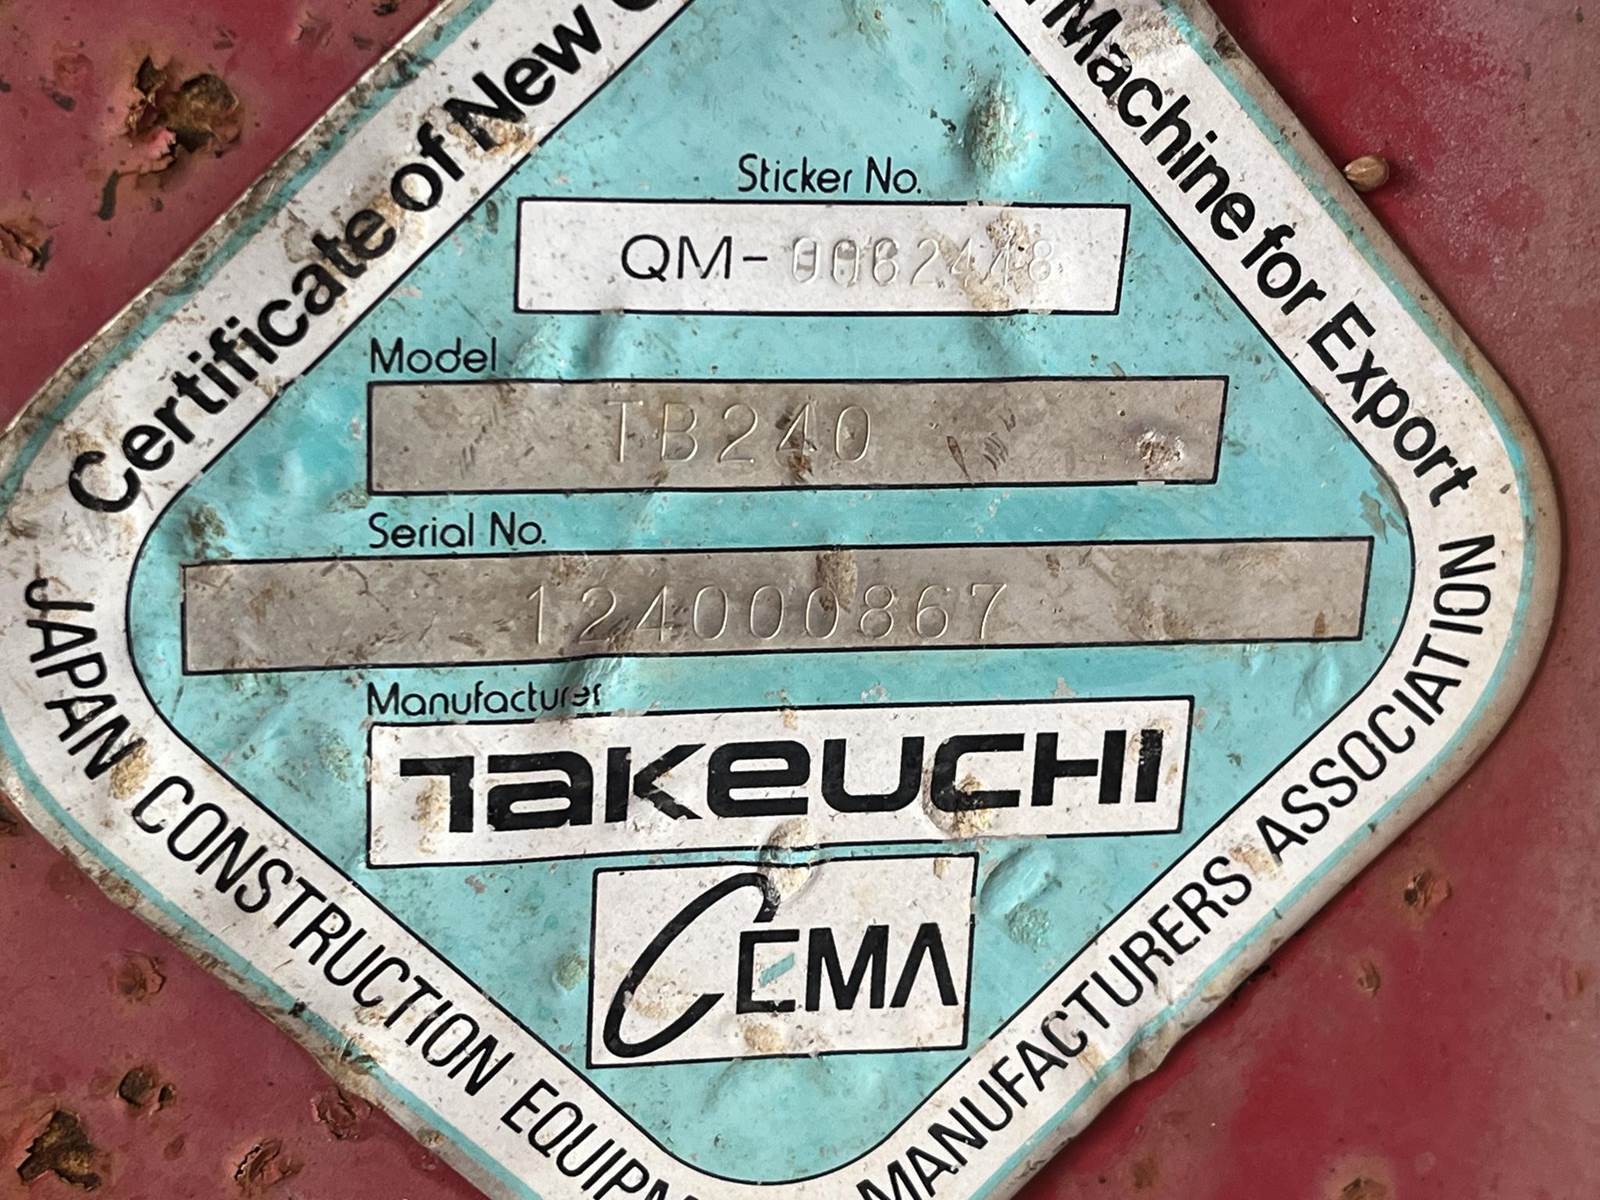 Certificate of New
Machine for Export
Sticker No.
QM-0062448
Model
TB240
Serial No.
124000867
Manufacturer
TAKEUCHI
CEMA
JAPAN CONSTRUCTION
MANUFACTURERS ASSOCIATION